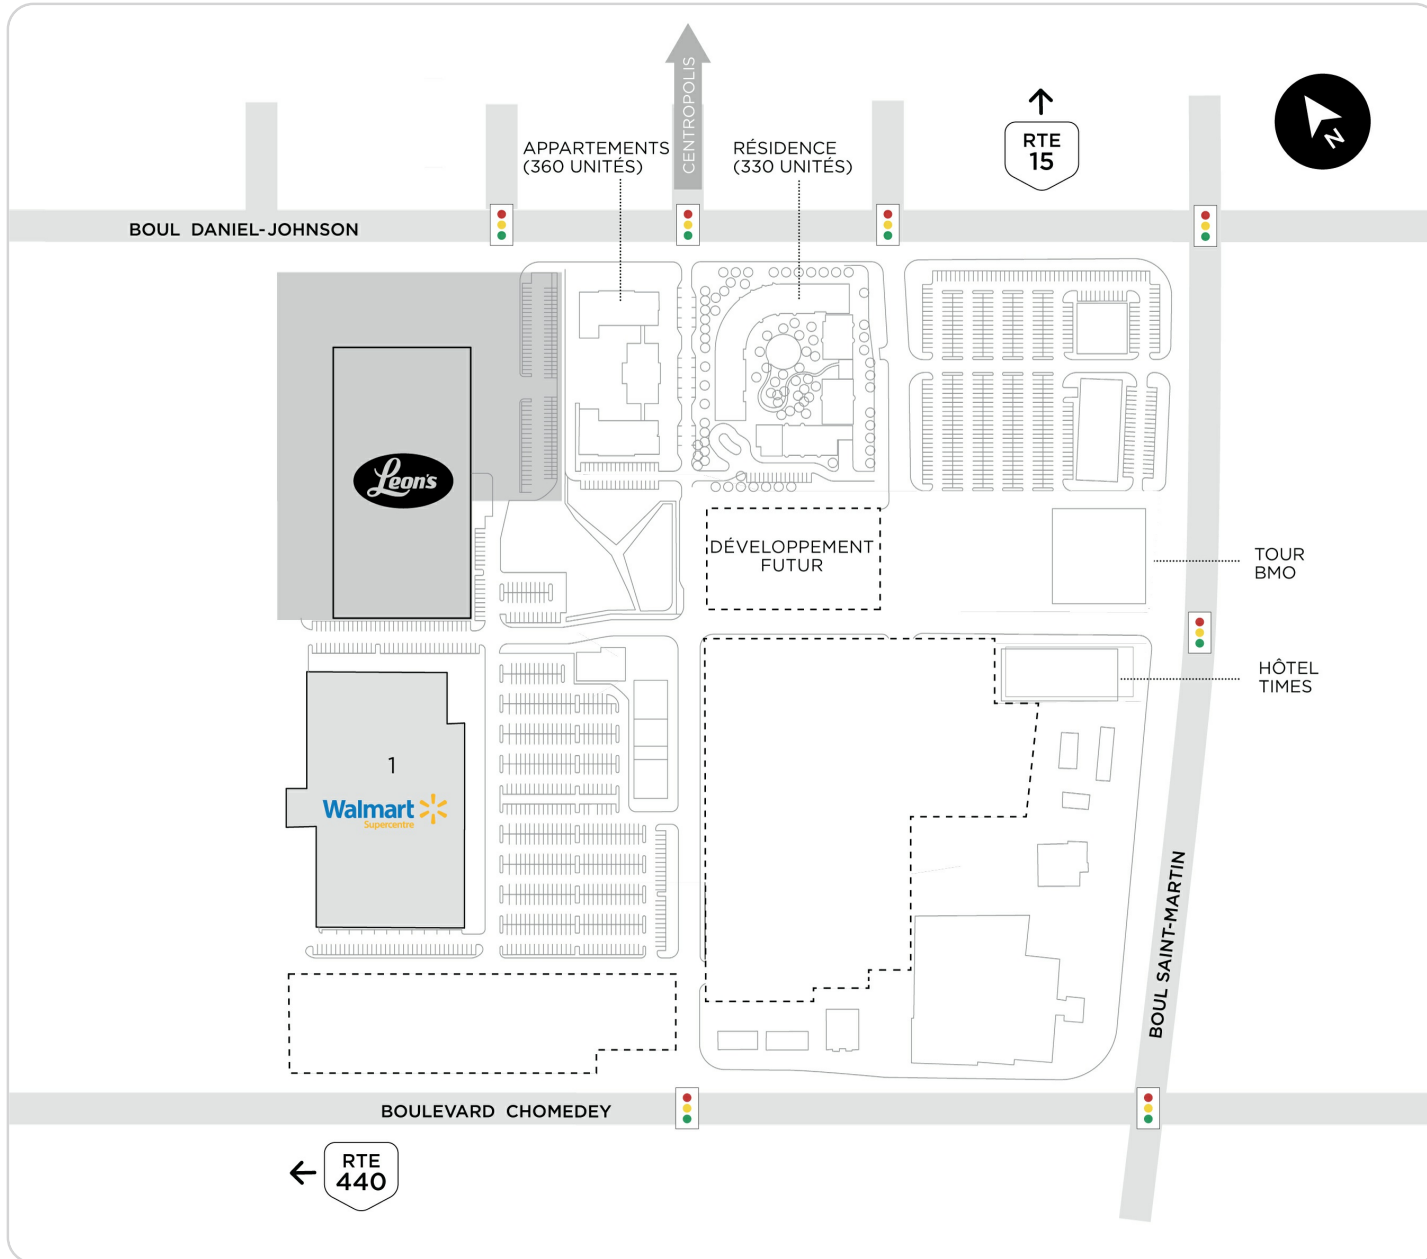 CENTROPOLIS
APPARTEMENTS
(360 UNITÉS)
RÉSIDENCE
(330 UNITÉS)
RTE
15
N
BOUL DANIEL-JOHNSON
Leon's
DÉVELOPPEMENT
FUTUR
TOUR
BMO
HÔTEL
TIMES
1
Walmart
Supercentre
BOUL SAINT-MARTIN
BOULEVARD CHOMEDEY
RTE
440